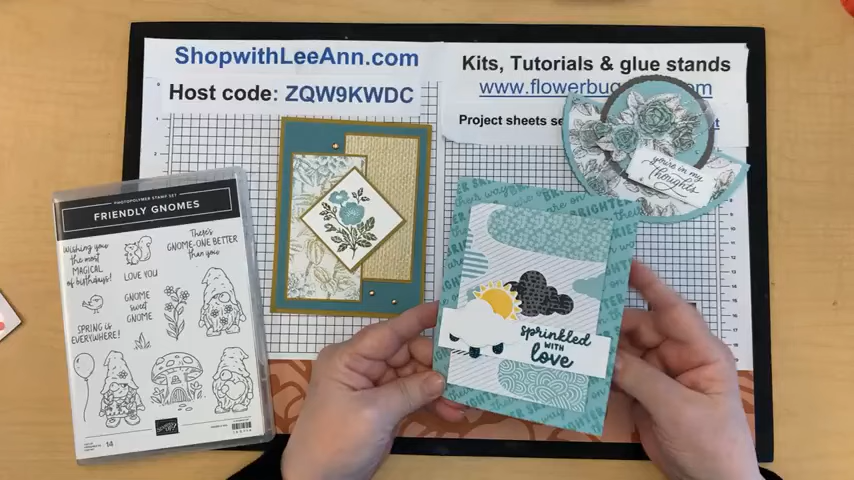 ShopwithLeeAnn.com
Host code: ZQW9KWDC
Kits, Tutorials & glue stands
www.flowerbu
Project sheets se
PHOTOPOLYMER STAMP SET
FRIENDLY GNOMES
Wishing you
the most
MAGICAL
of birthdays!
There's
GNOME-ONE BETTER
than you
LOVE YOU
GNOME
sweet
GNOME
SPRING IS
EVERYWHERE!
14
you're in my
thoughts
sprinkled
WITH
love